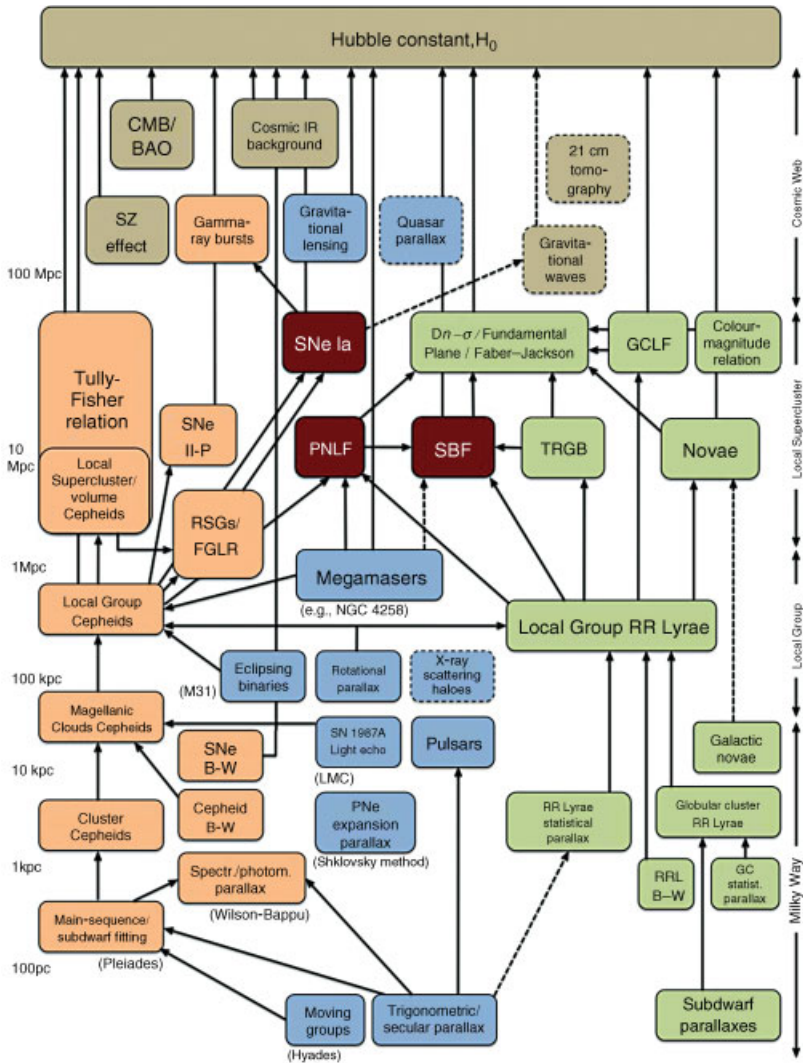 Hubble constant,H0
CMB/
BAO
Cosmic IR
background
21 cm
tomo-
graphy
Cosmic Web
SZ
effect
Gamma-
ray bursts
Gravita-
tional
lensing
Quasar
parallax
Gravita-
tional
waves
100 Mpc
Tully-
Fisher
relation
SNe Ia
Dn–σ/Fundamental
Plane / Faber–Jackson
GCLF
Colour-
magnitude
relation
Local Supercluster
SNe
II-P
10
Mpc
PNLF
SBF
TRGB
Novae
Local
Supercluster/
volume
Cepheids
RSGs/
FGLR
1Mpc
Megamasers
(e.g., NGC 4258)
Local Group
Cepheids
Local Group RR Lyrae
Local Group
100 kpc
(M31)
Eclipsing
binaries
Rotational
parallax
X-ray
scattering
haloes
Magellanic
Clouds Cepheids
SNe
B-W
SN 1987A
Light echo
(LMC)
Pulsars
Galactic
novae
10 kpc
Cluster
Cepheids
Cepheid
B-W
PNe
expansion
parallax
(Shklovsky method)
RR Lyrae
statistical
parallax
Globular cluster
RR Lyrae
1kpc
Spectr./photom.
parallax
(Wilson-Bappu)
RRL
B–W
GC
statist.
parallax
Milky Way
Main-sequence/
subdwarf fitting
(Pleiades)
100pc
Moving
groups
(Hyades)
Trigonometric/
secular parallax
Subdwarf
parallaxes